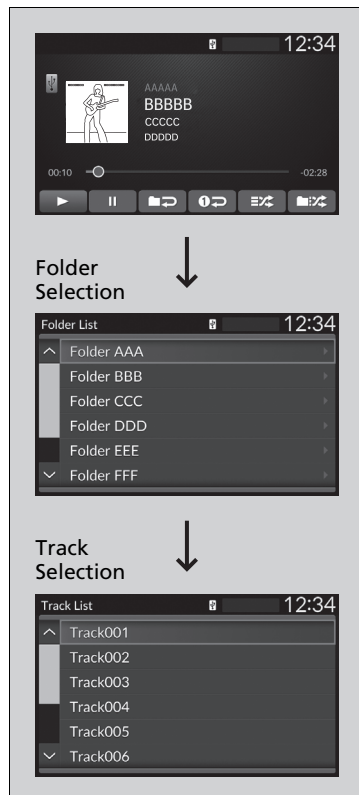 12:34
AAAAA
BBBBB
CCCCC
DDDDD
00:10 -02:28
Folder
Selection
Folder List 12:34
Folder AAA
Folder BBB
Folder CCC
Folder DDD
Folder EEE
Folder FFF
Track
Selection
Track List 12:34
Track001
Track002
Track003
Track004
Track005
Track006